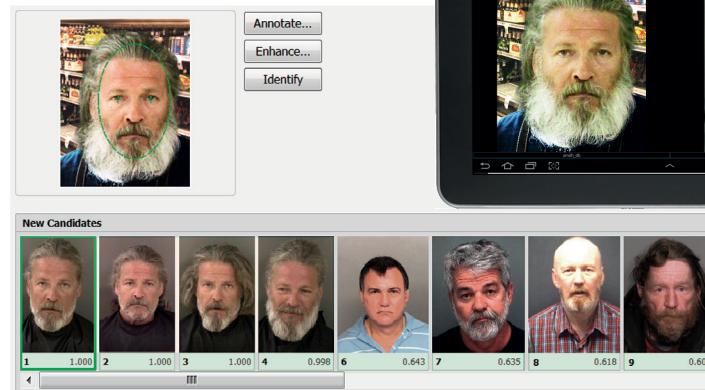 Annotate...
Enhance...
Identify
New Candidates
1 1.000 2 1.000 3 1.000 4 0.998 6 0.643 7 0.635 8 0.618 9